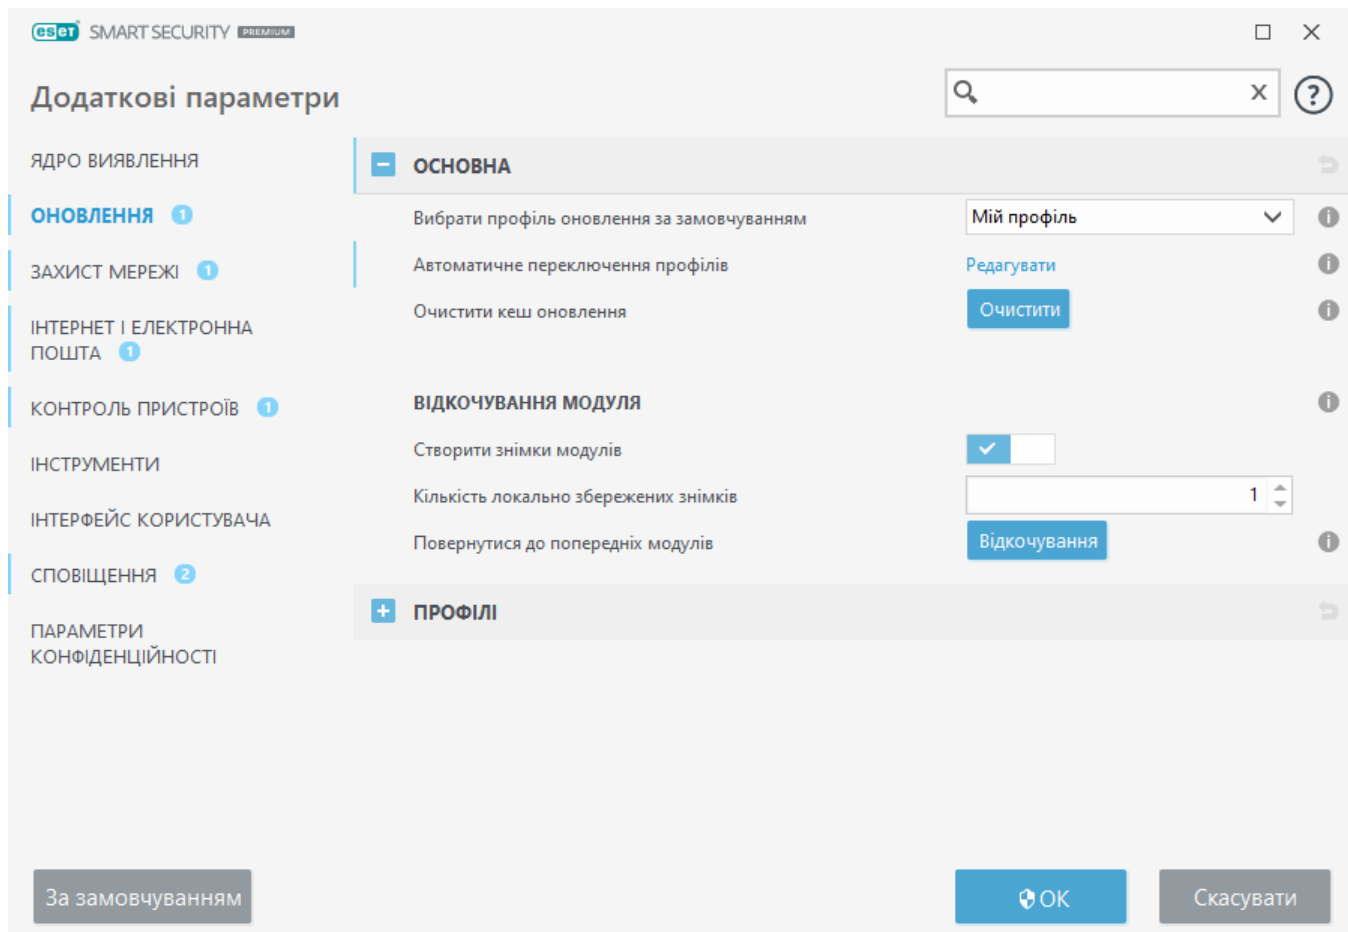 eset SMART SECURITY PREMIUM
Додаткові параметри
x
?
ЯДРО ВИЯВЛЕННЯ
ОНОВЛЕННЯ 1
ЗАХИСТ МЕРЕЖІ 1
ІНТЕРНЕТ І ЕЛЕКТРОННА
ПОШТА 1
КОНТРОЛЬ ПРИСТРОЇВ 1
ІНСТРУМЕНТИ
ІНТЕРФЕЙС КОРИСТУВАЧА
СПОВІЩЕННЯ 2
ПАРАМЕТРИ
КОНФІДЕНЦІЙНОСТІ
ОСНОВНА
Вибрати профіль оновлення за замовчуванням Мій профіль
Автоматичне переключення профілів Редагувати
Очистити кеш оновлення Очистити
ВІДКОЧУВАННЯ МОДУЛЯ
Створити знімки модулів
Кількість локально збережених знімків 1
Повернутися до попередніх модулів Відкочування
ПРОФІЛІ
За замовчуванням OK Скасувати